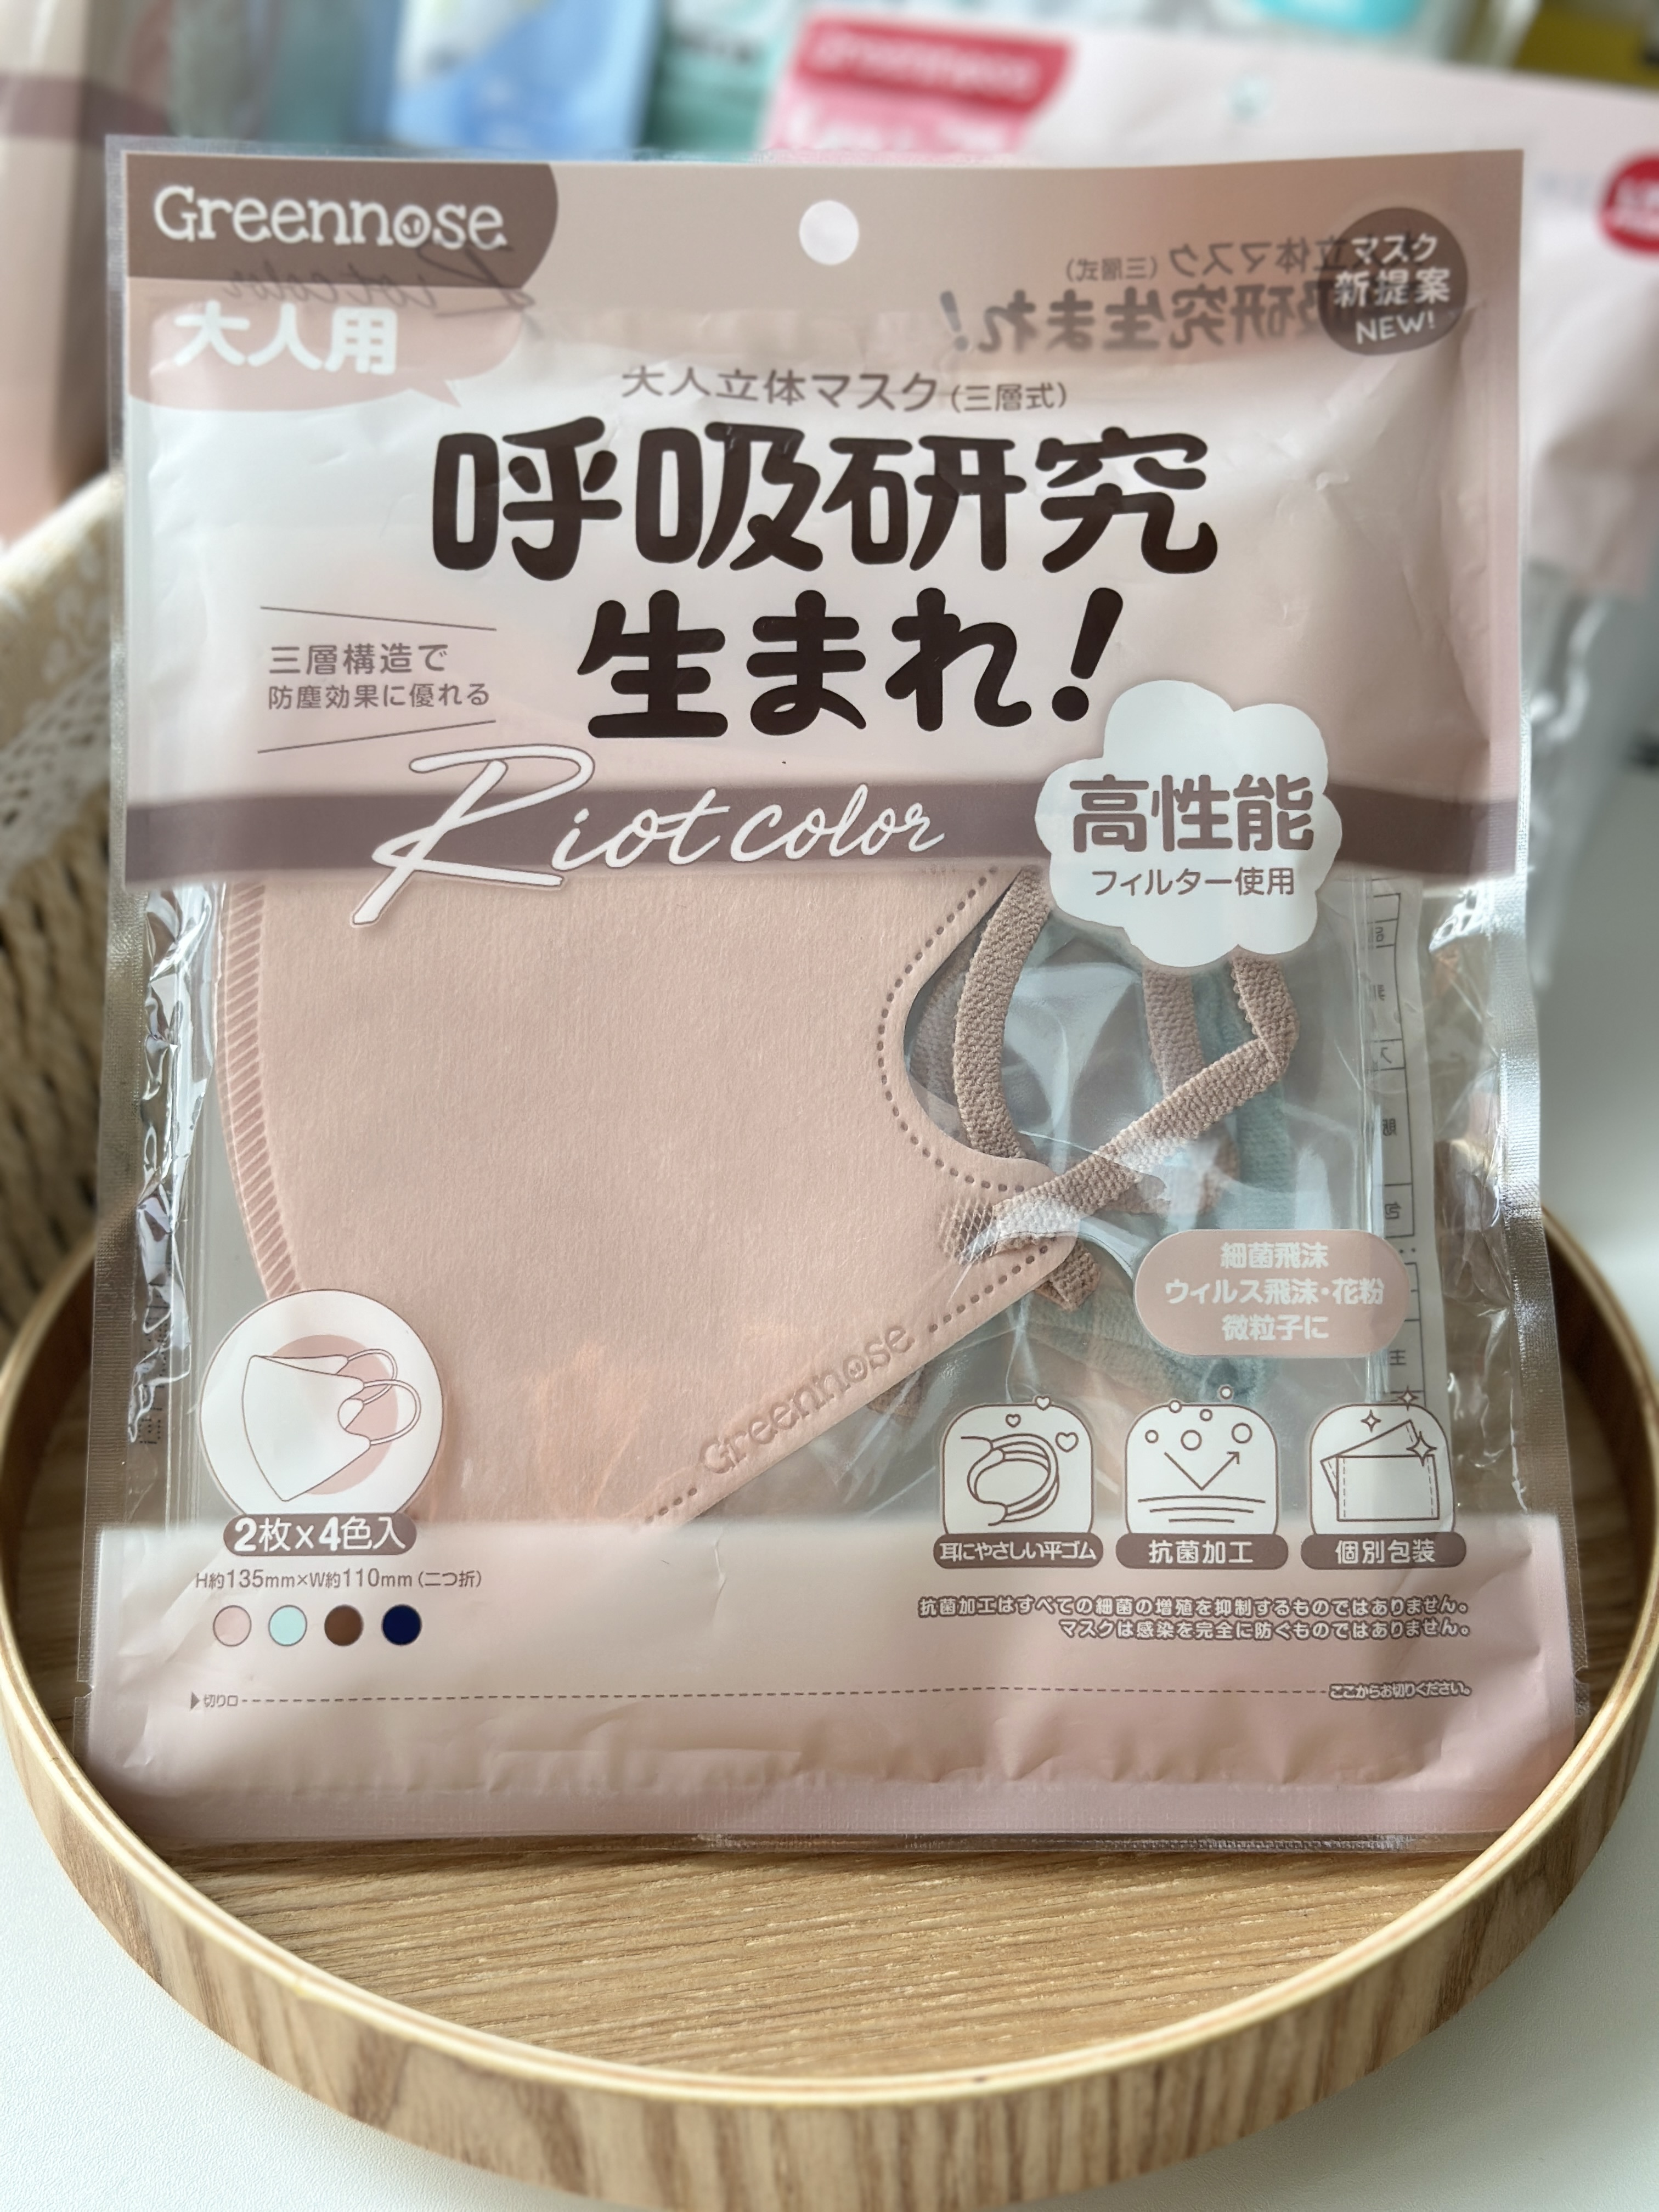 Greennose
大人用
マスク
新提案
NEW!
大人立体マスク(三層式)
呼吸研究
生まれ!
三層構造で
防塵効果に優れる
Riot color
高性能
フィルター使用
Greennose
細菌飛沫
ウィルス飛沫・花粉
微粒子に
2枚×4色入
H約135mm×W約110mm(二つ折)
耳にやさしい平ゴム
抗菌加工
個別包装
抗菌加工はすべての細菌の増殖を抑制するものではありません。
マスクは感染を完全に防ぐものではありません。
切り口
ここからお切りください。